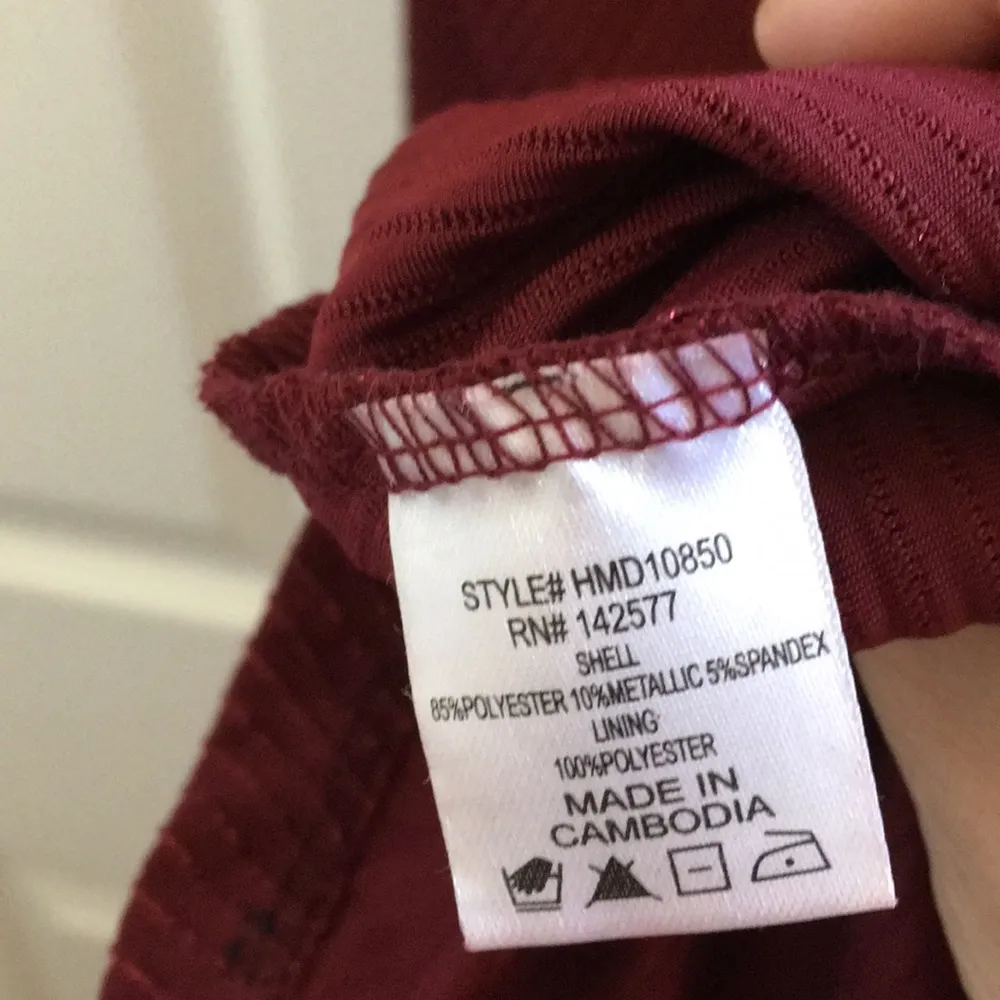 STYLE# HMD10850
RN# 142577
SHELL
85%POLYESTER 10%METALLIC 5%SPANDEX
LINING
100%POLYESTER
MADE IN
CAMBODIA